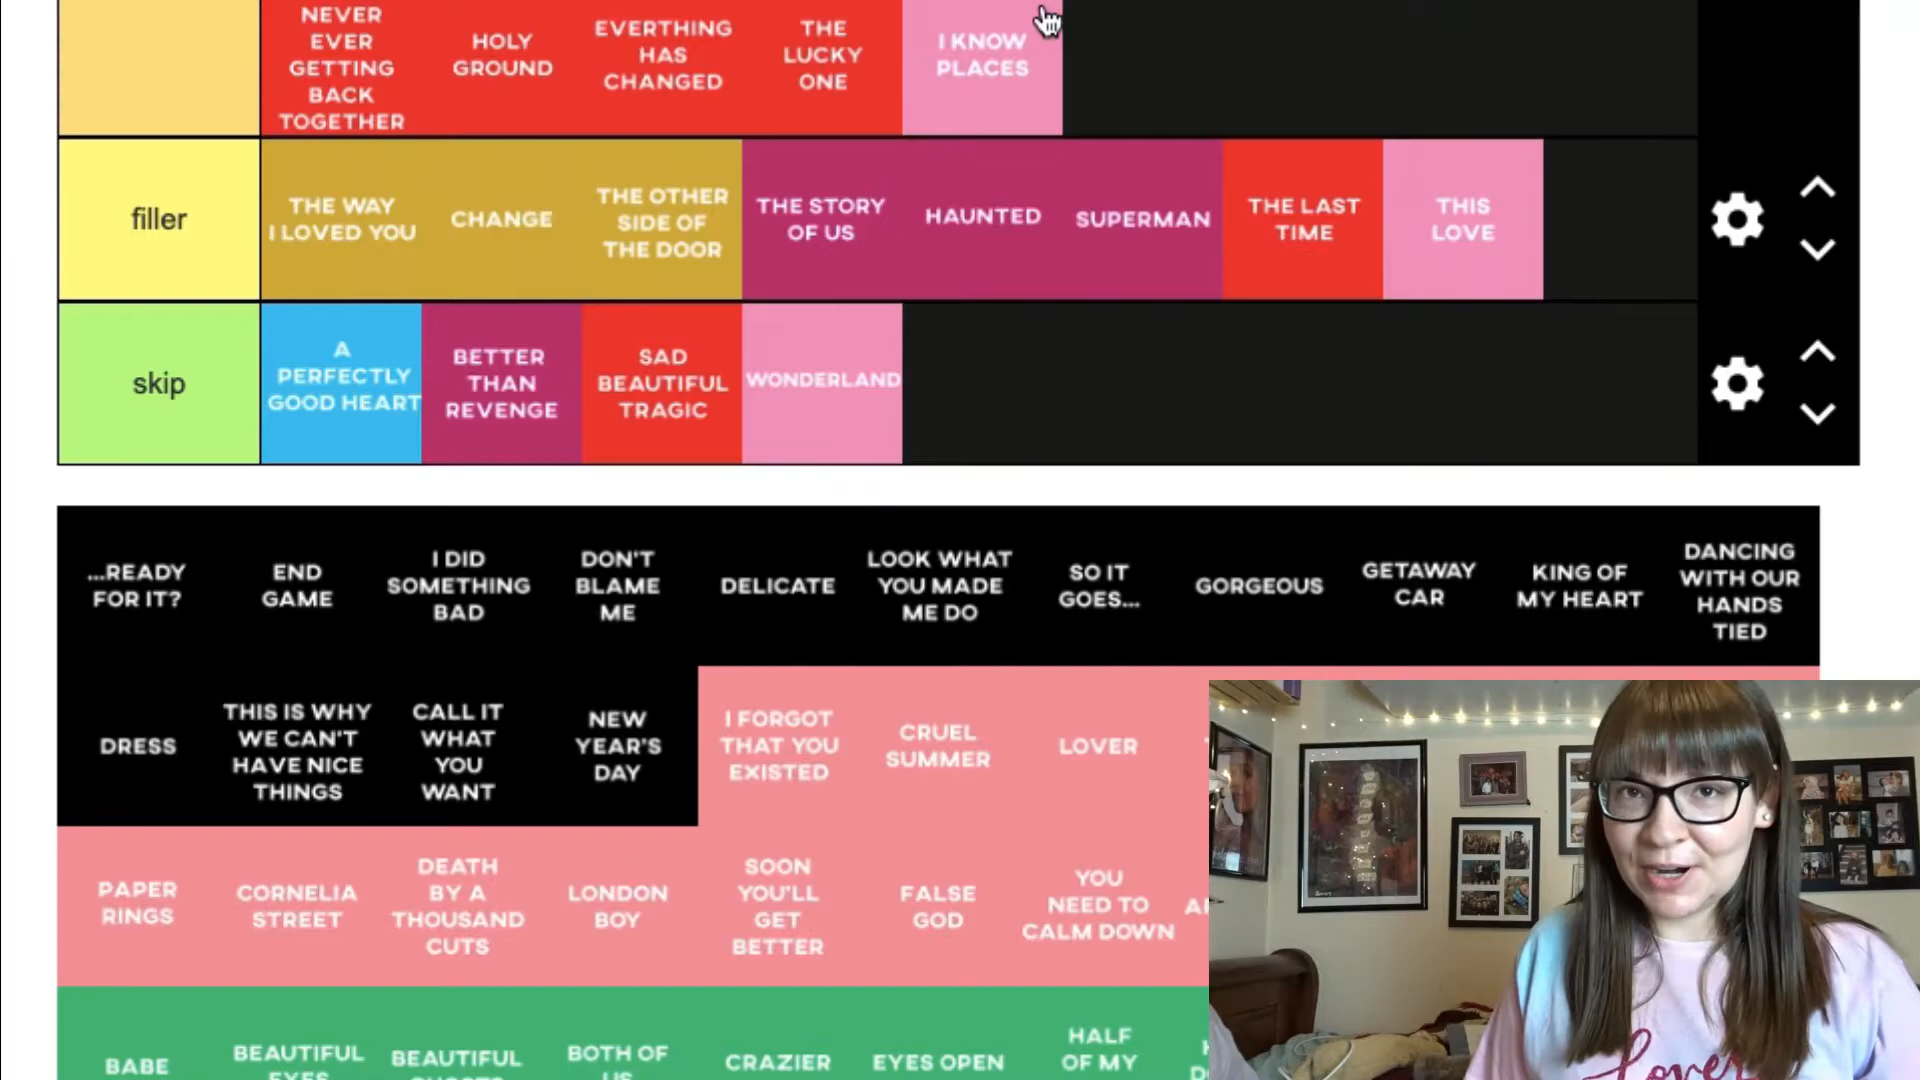 NEVER
EVER
GETTING
BACK
TOGETHER
HOLY
GROUND
EVERTHING
HAS
CHANGED
THE
LUCKY
ONE
I KNOW
PLACES
filler
THE WAY
I LOVED YOU
CHANGE
THE OTHER
SIDE OF
THE DOOR
THE STORY
OF US
HAUNTED
SUPERMAN
THE LAST
TIME
THIS
LOVE
skip
A
PERFECTLY
GOOD HEART
BETTER
THAN
REVENGE
SAD
BEAUTIFUL
TRAGIC
WONDERLAND
...READY
FOR IT?
END
GAME
I DID
SOMETHING
BAD
DON'T
BLAME
ME
DELICATE
LOOK WHAT
YOU MADE
ME DO
SO IT
GOES...
GORGEOUS
GETAWAY
CAR
KING OF
MY HEART
DANCING
WITH OUR
HANDS
TIED
DRESS
THIS IS WHY
WE CAN'T
HAVE NICE
THINGS
CALL IT
WHAT
YOU
WANT
NEW
YEAR'S
DAY
I FORGOT
THAT YOU
EXISTED
CRUEL
SUMMER
LOVER
PAPER
RINGS
CORNELIA
STREET
DEATH
BY A
THOUSAND
CUTS
LONDON
BOY
SOON
YOU'LL
GET
BETTER
FALSE
GOD
YOU
NEED TO
CALM DOWN
BABE
BEAUTIFUL
EYES
BEAUTIFUL
BOTH OF
US
CRAZIER
EYES OPEN
HALF
OF MY
Lover